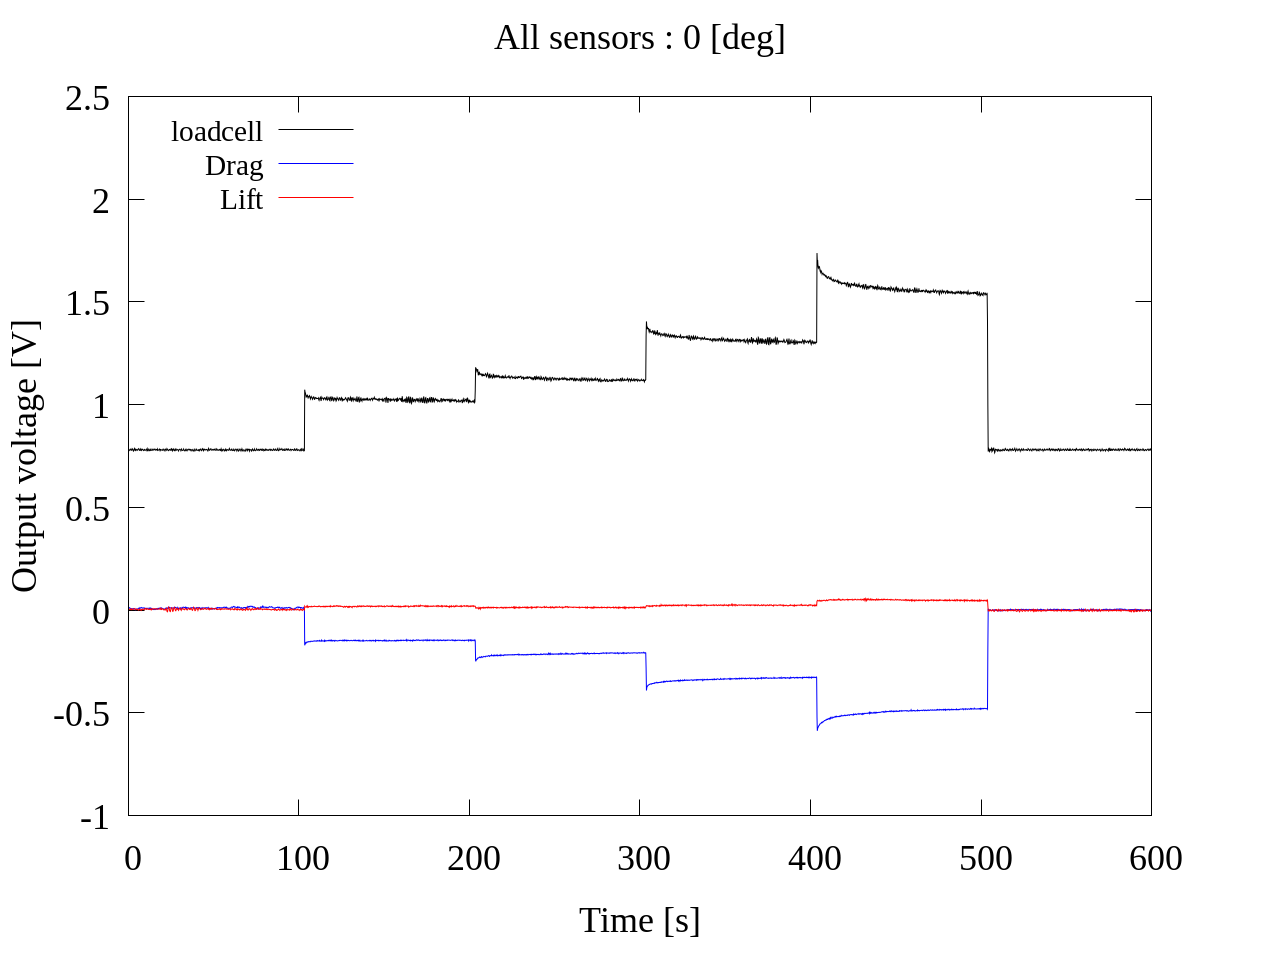 All sensors : 0 [deg]
2.5
2
1.5
1
0.5
0
-0.5
-1
loadcell
Drag
Lift
Output voltage [V]
0 100 200 300 400 500 600
Time [s]